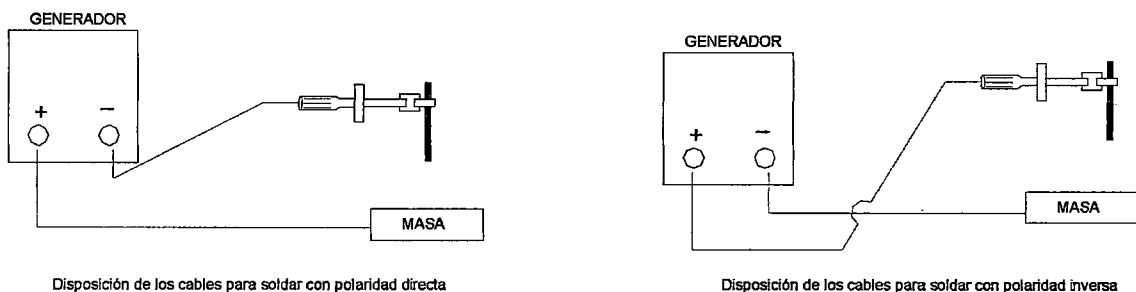 GENERADOR
+ −
MASA
Disposición de los cables para soldar con polaridad directa
GENERADOR
+ −
MASA
Disposición de los cables para soldar con polaridad inversa